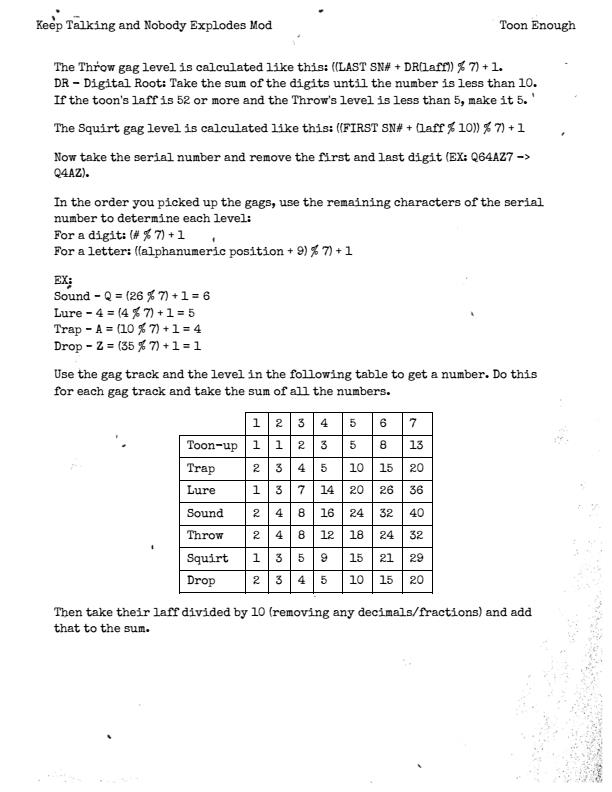 Keep Talking and Nobody Explodes Mod Toon Enough
The Throw gag level is calculated like this: ((LAST SN# + DR(laff)) % 7) + 1.
DR - Digital Root: Take the sum of the digits until the number is less than 10.
If the toon's laff is 52 or more and the Throw's level is less than 5, make it 5.
The Squirt gag level is calculated like this: ((FIRST SN# + (laff % 10)) % 7) + 1
Now take the serial number and remove the first and last digit (EX: Q64AZ7 ->
Q4AZ).
In the order you picked up the gags, use the remaining characters of the serial
number to determine each level:
For a digit: (# % 7) + 1
For a letter: ((alphanumeric position + 9) % 7) + 1
EX:
Sound - Q = (26 % 7) + 1 = 6
Lure - 4 = (4 % 7) + 1 = 5
Trap - A = (10 % 7) + 1 = 4
Drop - Z = (35 % 7) + 1 = 1
Use the gag track and the level in the following table to get a number. Do this
for each gag track and take the sum of all the numbers.
1 2 3 4 5 6 7
Toon-up 1 1 2 3 5 8 13
Trap 2 3 4 5 10 15 20
Lure 1 3 7 14 20 26 36
Sound 2 4 8 16 24 32 40
Throw 2 4 8 12 18 24 32
Squirt 1 3 5 9 15 21 29
Drop 2 3 4 5 10 15 20
Then take their laff divided by 10 (removing any decimals/fractions) and add
that to the sum.